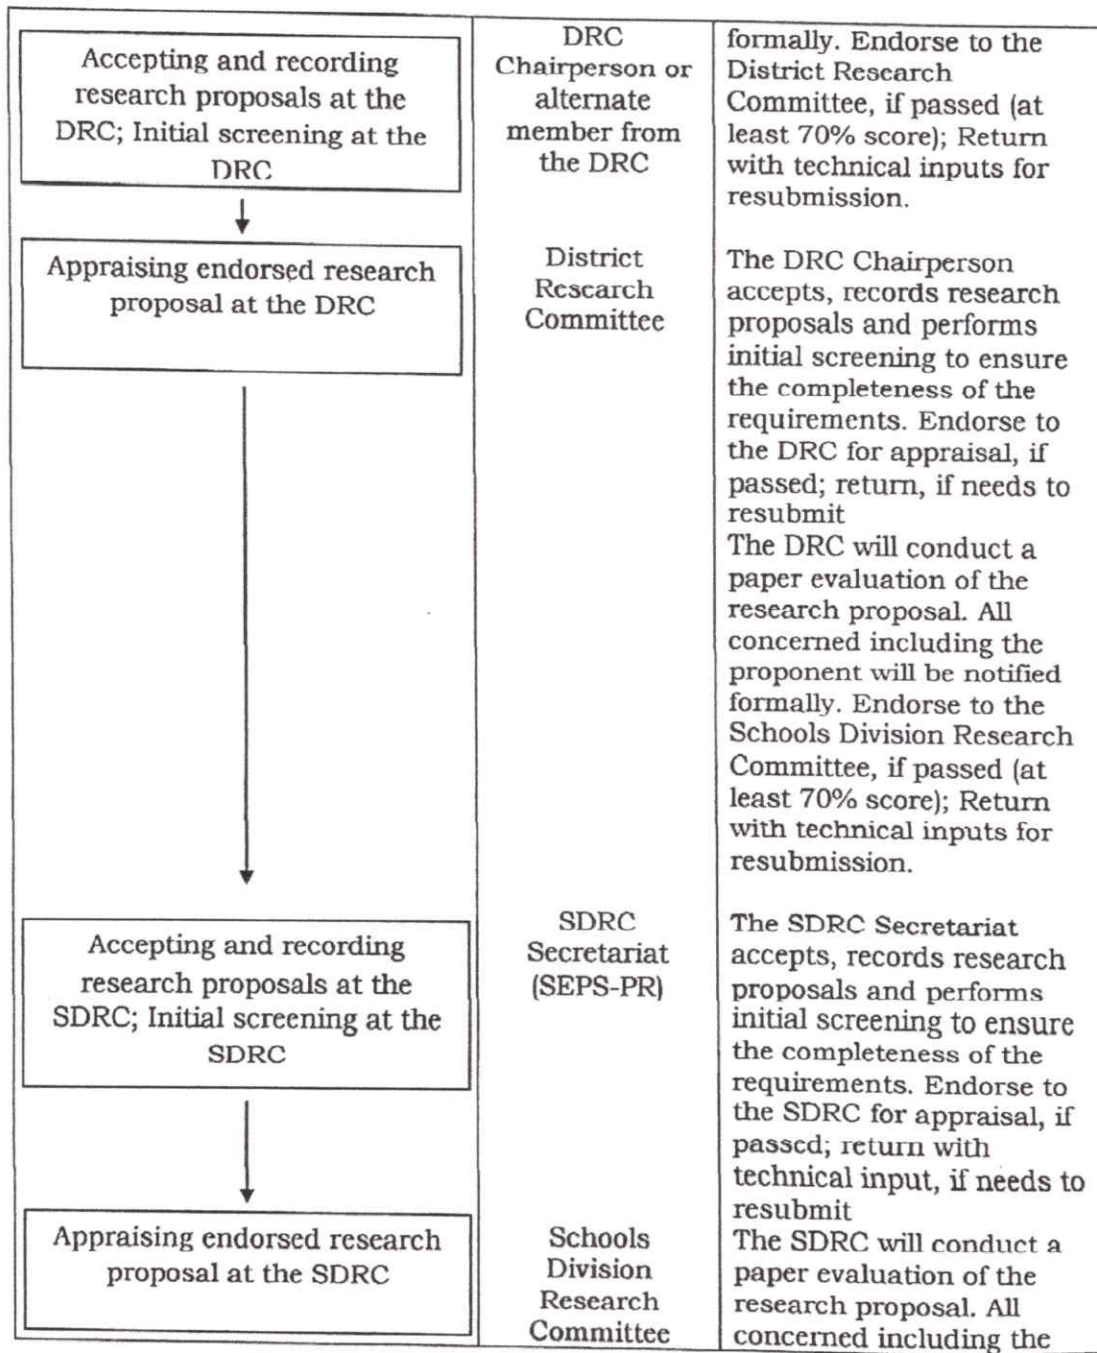 Accepting and recording
research proposals at the
DRC; Initial screening at the
DRC
DRC
Chairperson or
alternate
member from
the DRC
formally. Endorse to the
District Research
Committee, if passed (at
least 70% score); Return
with technical inputs for
resubmission.
Appraising endorsed research
proposal at the DRC
District
Research
Committee
The DRC Chairperson
accepts, records research
proposals and performs
initial screening to ensure
the completeness of the
requirements. Endorse to
the DRC for appraisal, if
passed; return, if needs to
resubmit
The DRC will conduct a
paper evaluation of the
research proposal. All
concerned including the
proponent will be notified
formally. Endorse to the
Schools Division Research
Committee, if passed (at
least 70% score); Return
with technical inputs for
resubmission.
Accepting and recording
research proposals at the
SDRC; Initial screening at the
SDRC
SDRC
Secretariat
(SEPS-PR)
The SDRC Secretariat
accepts, records research
proposals and performs
initial screening to ensure
the completeness of the
requirements. Endorse to
the SDRC for appraisal, if
passed; return with
technical input, if needs to
resubmit
Appraising endorsed research
proposal at the SDRC
Schools
Division
Research
Committee
The SDRC will conduct a
paper evaluation of the
research proposal. All
concerned including the